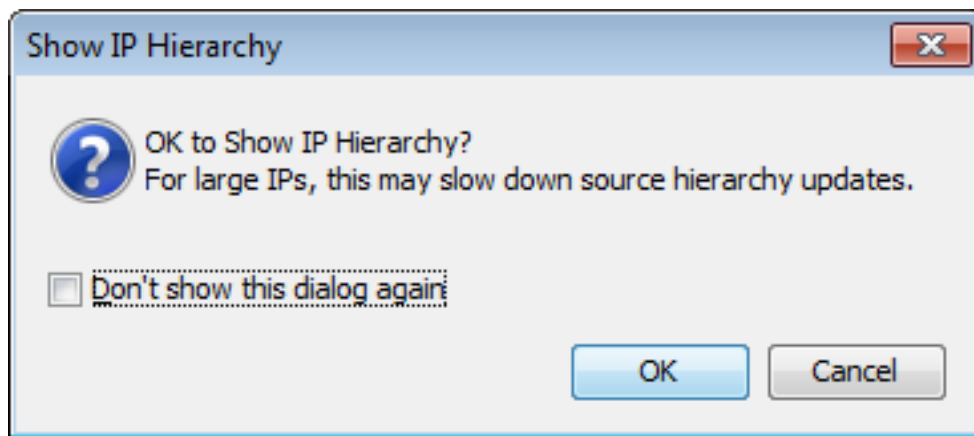 Show IP Hierarchy
OK to Show IP Hierarchy?
For large IPs, this may slow down source hierarchy updates.
Don't show this dialog again
OK
Cancel